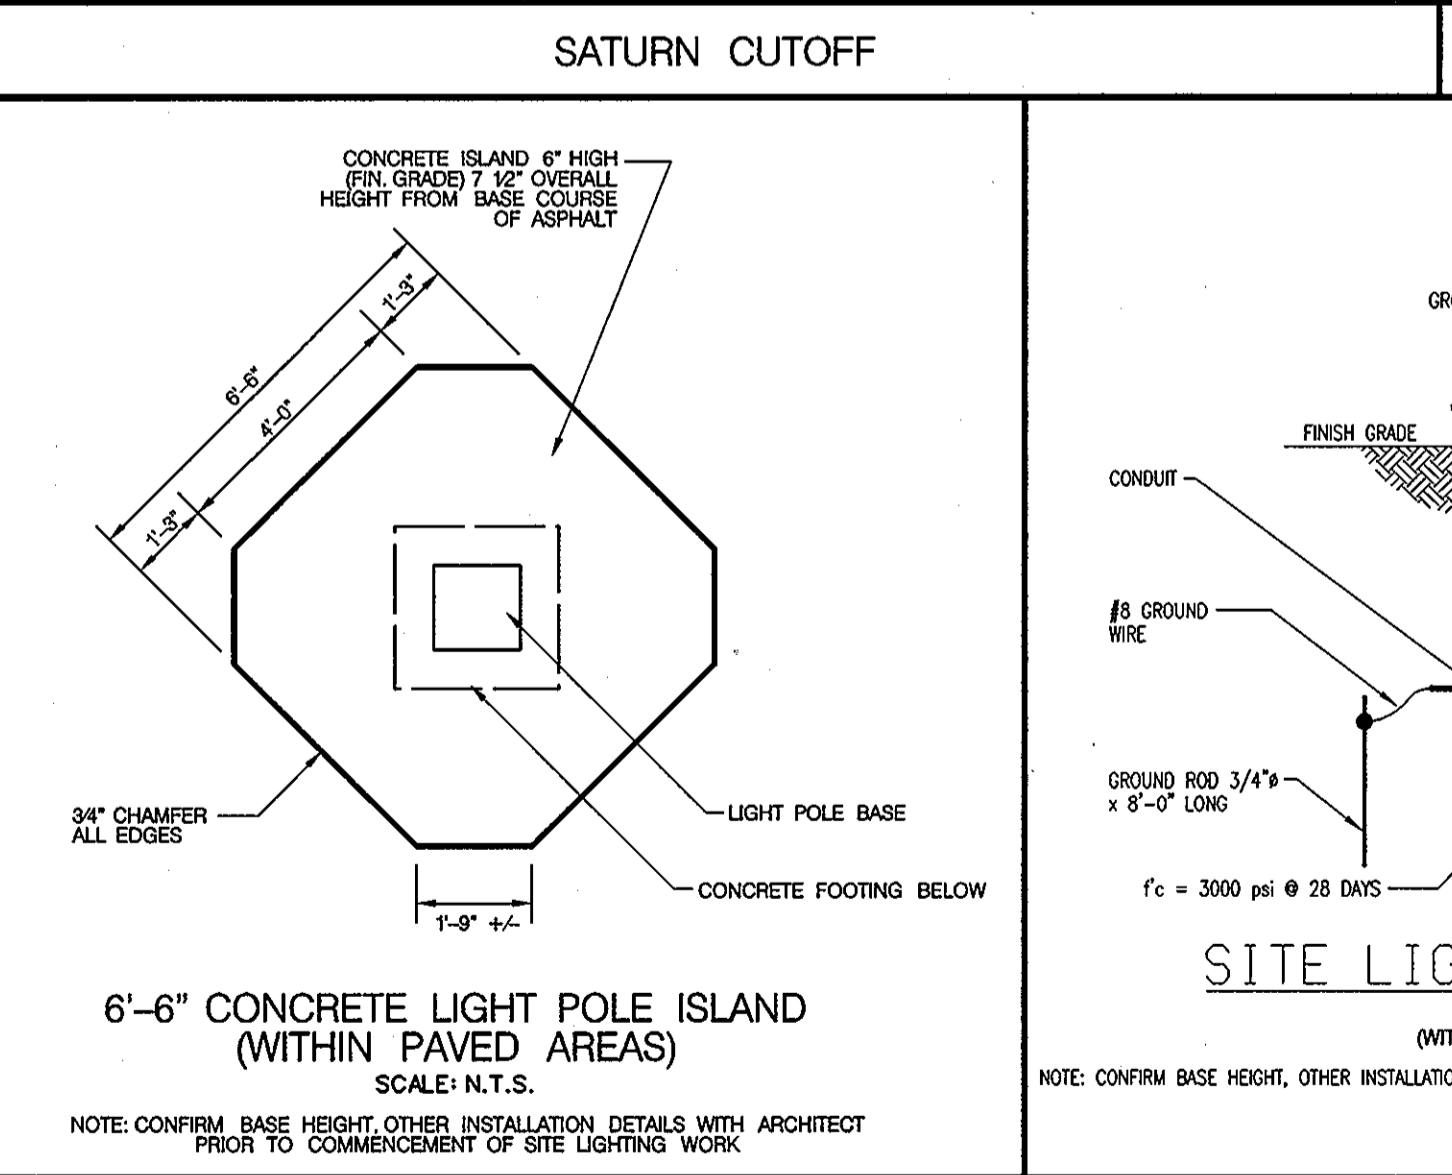 SATURN CUTOFF
CONCRETE ISLAND 6" HIGH
(FIN. GRADE) 7 1/2" OVERALL
HEIGHT FROM BASE COURSE
OF ASPHALT
1'-3"
6'-6"
4'-0"
1'-3"
3/4" CHAMFER
ALL EDGES
LIGHT POLE BASE
CONCRETE FOOTING BELOW
1'-9" +/-
6'-6" CONCRETE LIGHT POLE ISLAND
(WITHIN PAVED AREAS)
SCALE: N.T.S.
NOTE: CONFIRM BASE HEIGHT, OTHER INSTALLATION DETAILS WITH ARCHITECT
PRIOR TO COMMENCEMENT OF SITE LIGHTING WORK
FINISH GRADE
CONDUIT
#8 GROUND
WIRE
GROUND ROD 3/4"ø
x 8'-0" LONG
f'c = 3000 psi @ 28 DAYS
SITE LIG
(WIT
NOTE: CONFIRM BASE HEIGHT, OTHER INSTALLATIO